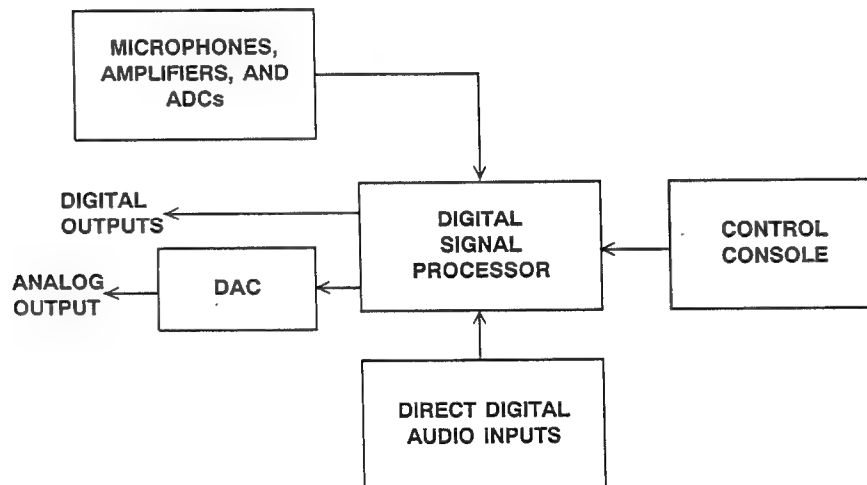 MICROPHONES,
AMPLIFIERS, AND
ADCs
DIGITAL
OUTPUTS
DIGITAL
SIGNAL
PROCESSOR
CONTROL
CONSOLE
ANALOG
OUTPUT
DAC
DIRECT DIGITAL
AUDIO INPUTS